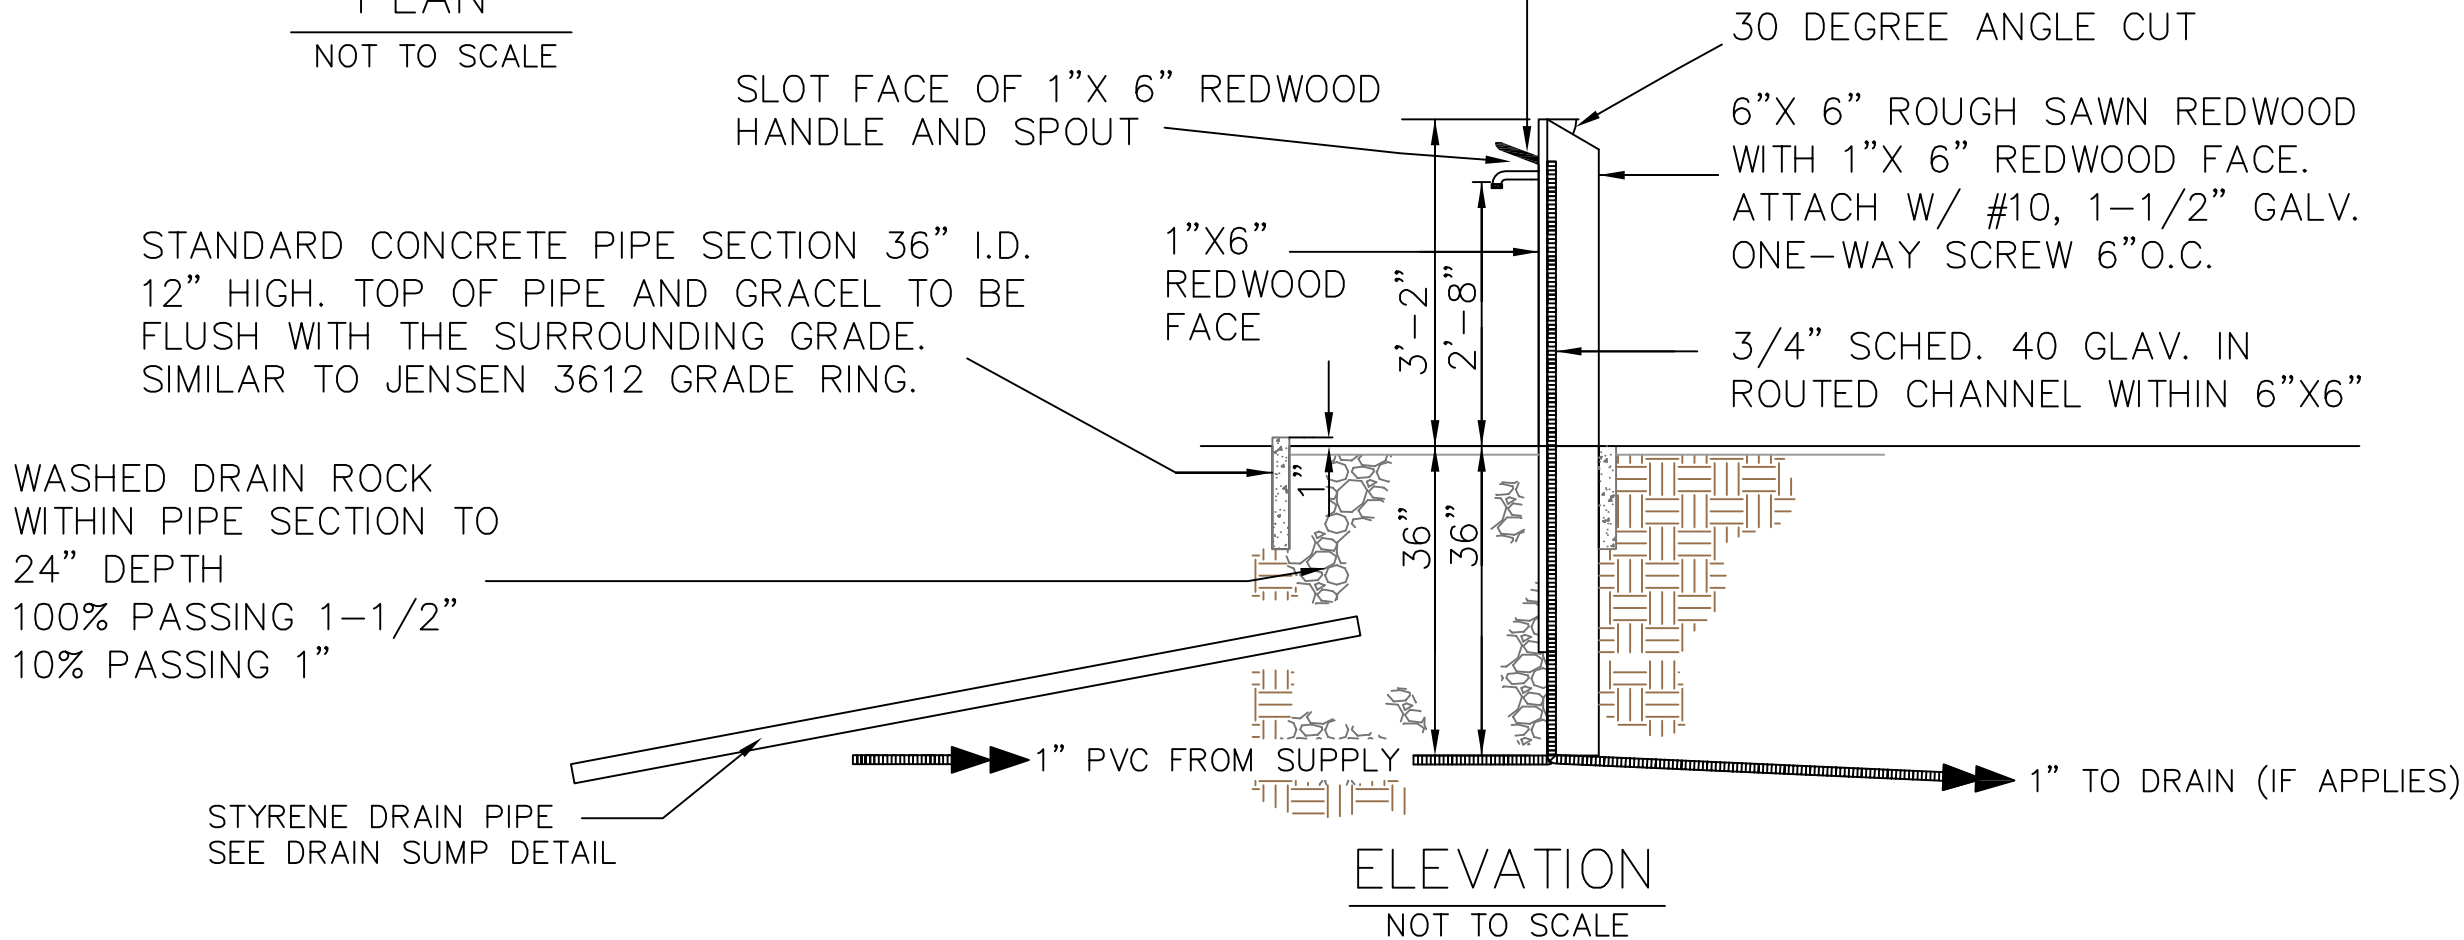 PLAN
NOT TO SCALE
30 DEGREE ANGLE CUT
SLOT FACE OF 1”X 6” REDWOOD
HANDLE AND SPOUT
6”X 6” ROUGH SAWN REDWOOD
WITH 1”X 6” REDWOOD FACE.
ATTACH W/ #10, 1–1/2” GALV.
ONE–WAY SCREW 6”O.C.
STANDARD CONCRETE PIPE SECTION 36” I.D.
12” HIGH. TOP OF PIPE AND GRACEL TO BE
FLUSH WITH THE SURROUNDING GRADE.
SIMILAR TO JENSEN 3612 GRADE RING.
1”X6”
REDWOOD
FACE
3’–2”
2’–8”
3/4” SCHED. 40 GLAV. IN
ROUTED CHANNEL WITHIN 6”X6”
WASHED DRAIN ROCK
WITHIN PIPE SECTION TO
24” DEPTH
100% PASSING 1–1/2”
10% PASSING 1”
1”
36”
36”
1” PVC FROM SUPPLY
1” TO DRAIN (IF APPLIES)
STYRENE DRAIN PIPE
SEE DRAIN SUMP DETAIL
ELEVATION
NOT TO SCALE